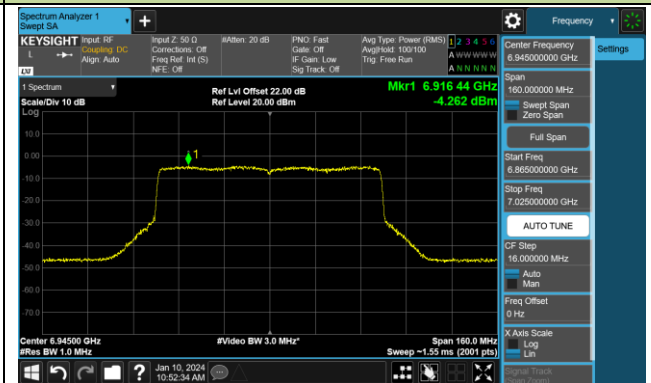 Spectrum Analyzer 1
Swept SA
Frequency
KEYSIGHT
L
LXI
Input: RF
Coupling: DC
Align: Auto
Input Z: 50 Ω
Corrections: Off
Freq Ref: Int (S)
NFE: Off
#Atten: 20 dB
PNO: Fast
Gate: Off
IF Gain: Low
Sig Track: Off
Avg Type: Power (RMS)
Avg|Hold: 100/100
Trig: Free Run
1 2 3 4 5 6
A W W W W W
A N N N N N
1 Spectrum
Scale/Div 10 dB
Log
Ref Lvl Offset 22.00 dB
Ref Level 20.00 dBm
Mkr1 6.916 44 GHz
-4.262 dBm
10.0
0.00
-10.0
-20.0
-30.0
-40.0
-50.0
-60.0
-70.0
1
Center 6.94500 GHz
#Res BW 1.0 MHz
#Video BW 3.0 MHz*
Span 160.0 MHz
Sweep ~1.55 ms (2001 pts)
Center Frequency
6.945000000 GHz
Span
160.000000 MHz
Swept Span
Zero Span
Full Span
Start Freq
6.865000000 GHz
Stop Freq
7.025000000 GHz
AUTO TUNE
CF Step
16.000000 MHz
Auto
Man
Freq Offset
0 Hz
X Axis Scale
Log
Lin
Signal Track
(Span Zoom)
Settings
Jan 10, 2024
10:52:34 AM